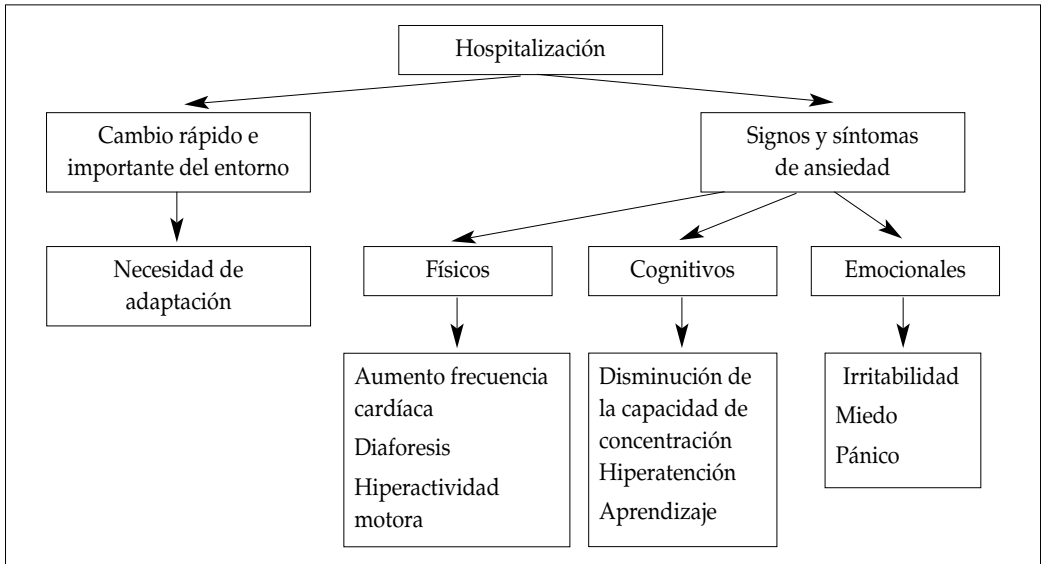 Hospitalización
Cambio rápido e
importante del entorno
Signos y síntomas
de ansiedad
Necesidad de
adaptación
Físicos
Cognitivos
Emocionales
Aumento frecuencia
cardíaca
Diaforesis
Hiperactividad
motora
Disminución de
la capacidad de
concentración
Hiperatención
Aprendizaje
Irritabilidad
Miedo
Pánico